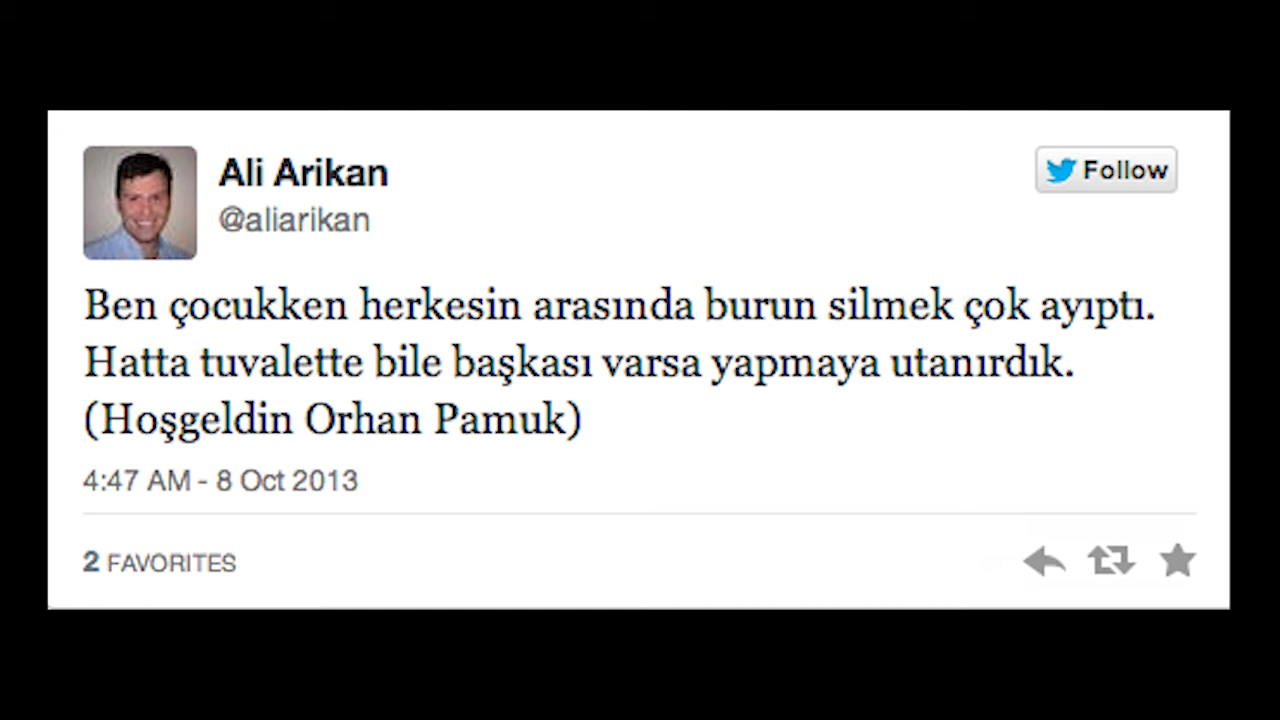 Ali Arikan
Follow
@aliarikan
Ben çocukken herkesin arasında burun silmek çok ayıptı.
Hatta tuvalette bile başkası varsa yapmaya utanırdık.
(Hoşgeldin Orhan Pamuk)
4:47 AM - 8 Oct 2013
2 FAVORITES